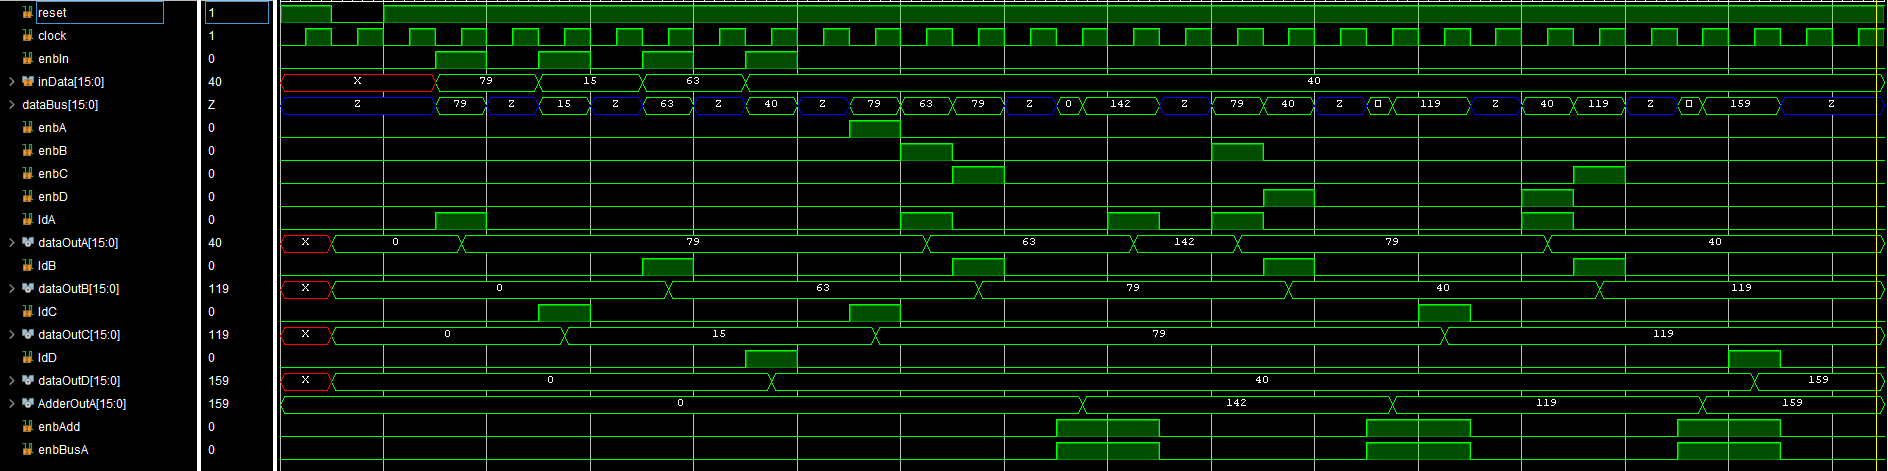 reset 1
clock 1
enbIn 0
inData[15:0] 40 X 79 15 63 40
dataBus[15:0] Z Z 79 Z 15 Z 63 Z 40 Z 79 63 79 Z 0 142 Z 79 40 Z 119 Z 40 119 Z 159 Z
enbA 0
enbB 0
enbC 0
enbD 0
ldA 0
dataOutA[15:0] 40 X 0 79 63 142 79 40
ldB 0
dataOutB[15:0] 119 X 0 63 79 40 119
ldC 0
dataOutC[15:0] 119 X 0 15 79 119
ldD 0
dataOutD[15:0] 159 X 0 40 159
AdderOutA[15:0] 159 0 142 119 159
enbAdd 0
enbBusA 0